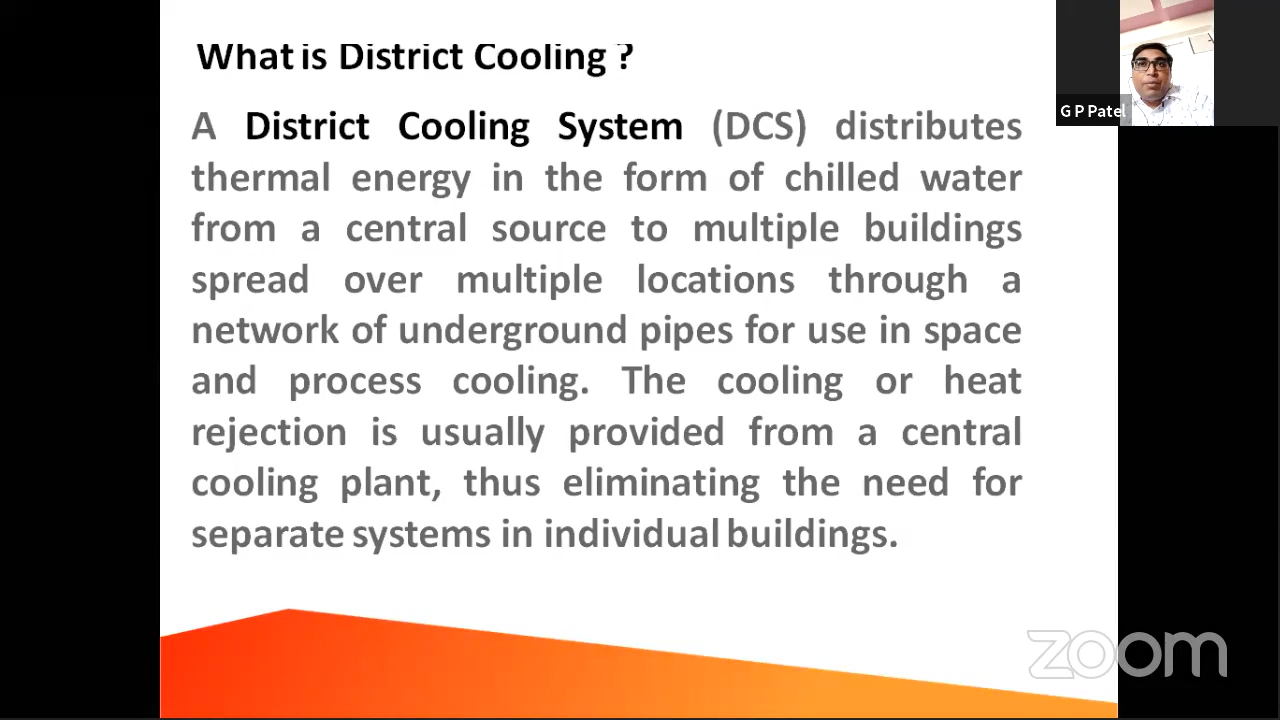 What is District Cooling ?
A District Cooling System (DCS) distributes
thermal energy in the form of chilled water
from a central source to multiple buildings
spread over multiple locations through a
network of underground pipes for use in space
and process cooling. The cooling or heat
rejection is usually provided from a central
cooling plant, thus eliminating the need for
separate systems in individual buildings.
G P Patel
zoom